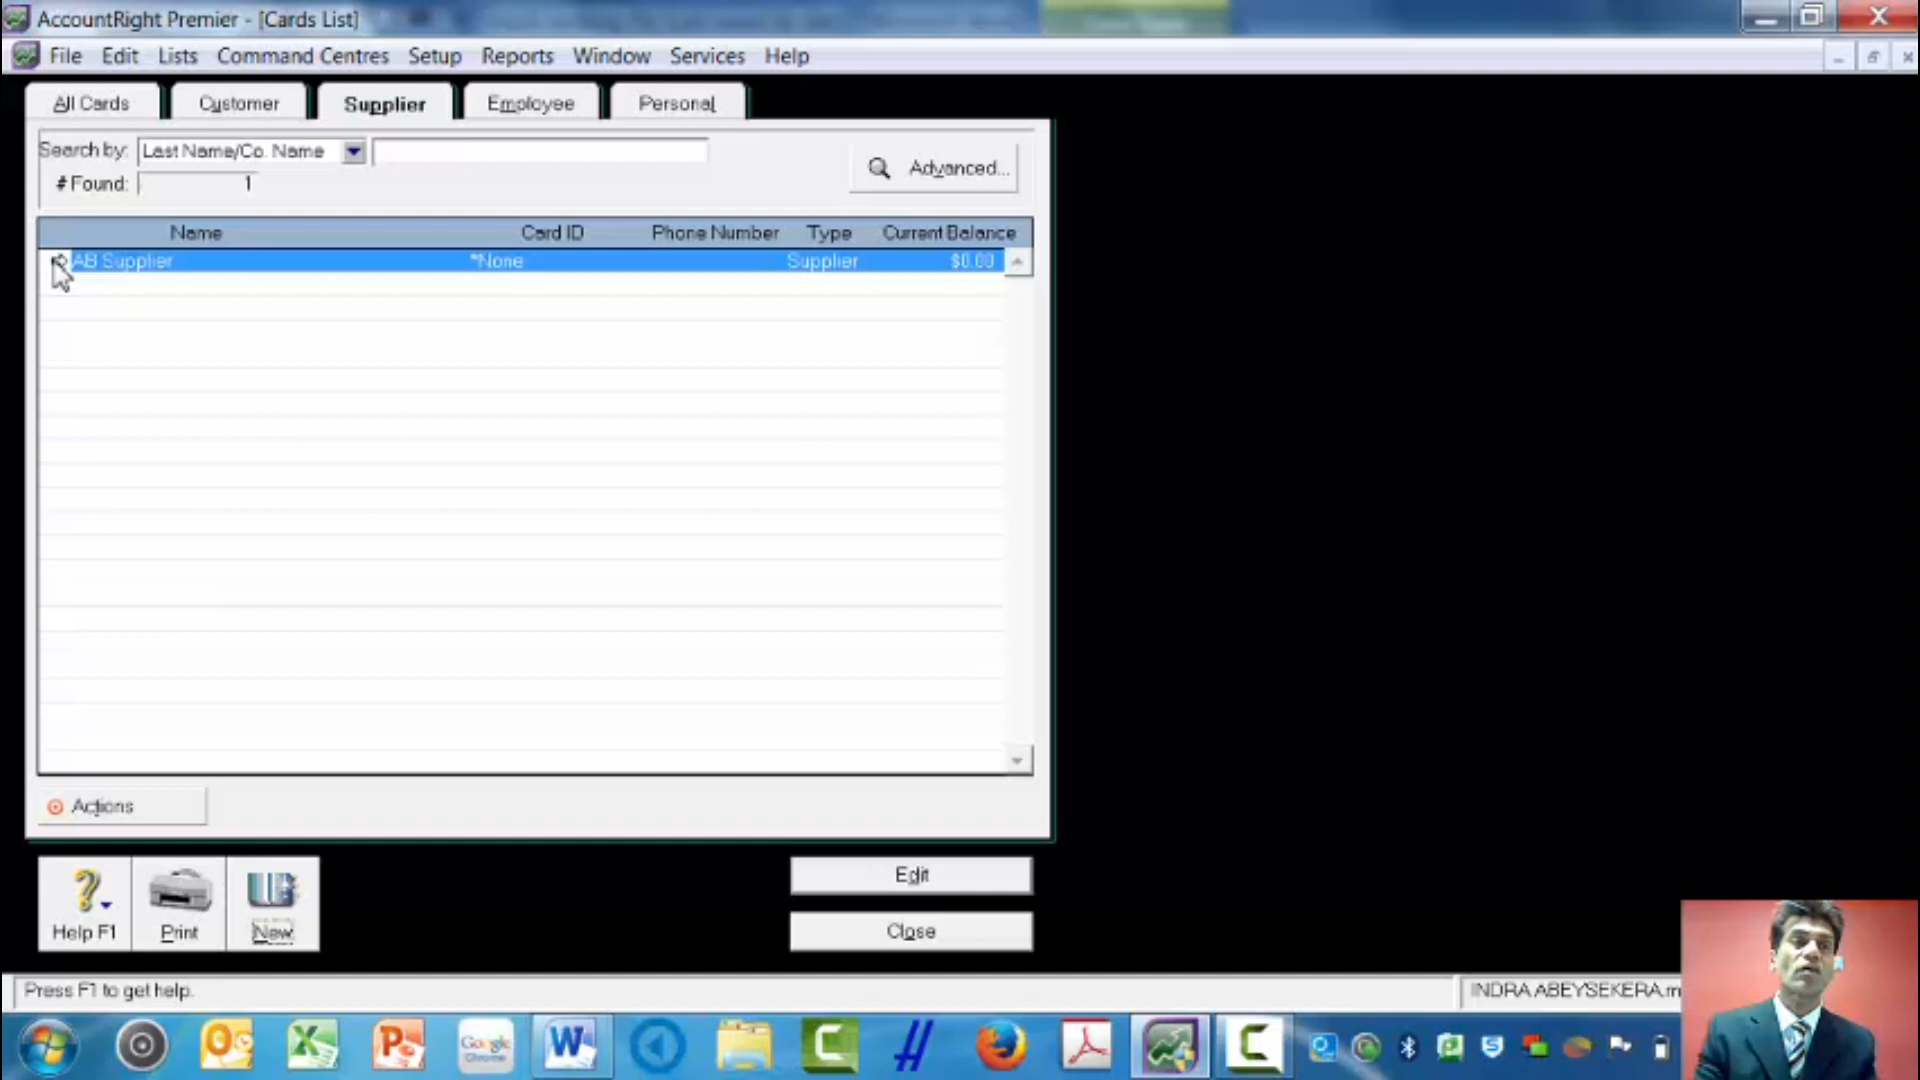 AccountRight Premier - [Cards List]
File Edit Lists Command Centres Setup Reports Window Services Help
All Cards Customer Supplier Employee Personal
Search by: Last Name/Co. Name
Advanced...
# Found: 1
Name Card ID Phone Number Type Current Balance
AB Supplier *None Supplier $0.00
Actions
Edit
Help F1 Print New
Close
Press F1 to get help.
INDRA ABEYSEKERA.m
Google